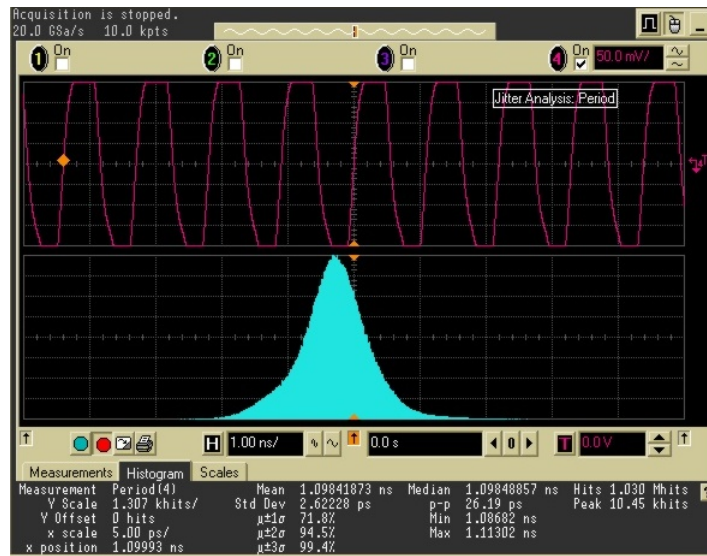 Acquisition is stopped.
20.0 GSa/s 10.0 kpts
1 On 2 On 3 On 4 On 50.0 mV/
Jitter Analysis: Period
T
H 1.00 ns/ 0.0 s 0 T 0.0 V
Measurements Histogram Scales
Measurement Period(4) Mean 1.09841873 ns Median 1.09848857 ns Hits 1.030 Mhits
Y Scale 1.307 khits/ Std Dev 2.62228 ps p-p 26.19 ps Peak 10.45 khits
Y Offset 0 hits µ±1σ 71.8% Min 1.08682 ns
x scale 5.00 ps/ µ±2σ 94.5% Max 1.11302 ns
x position 1.09993 ns µ±3σ 99.4%